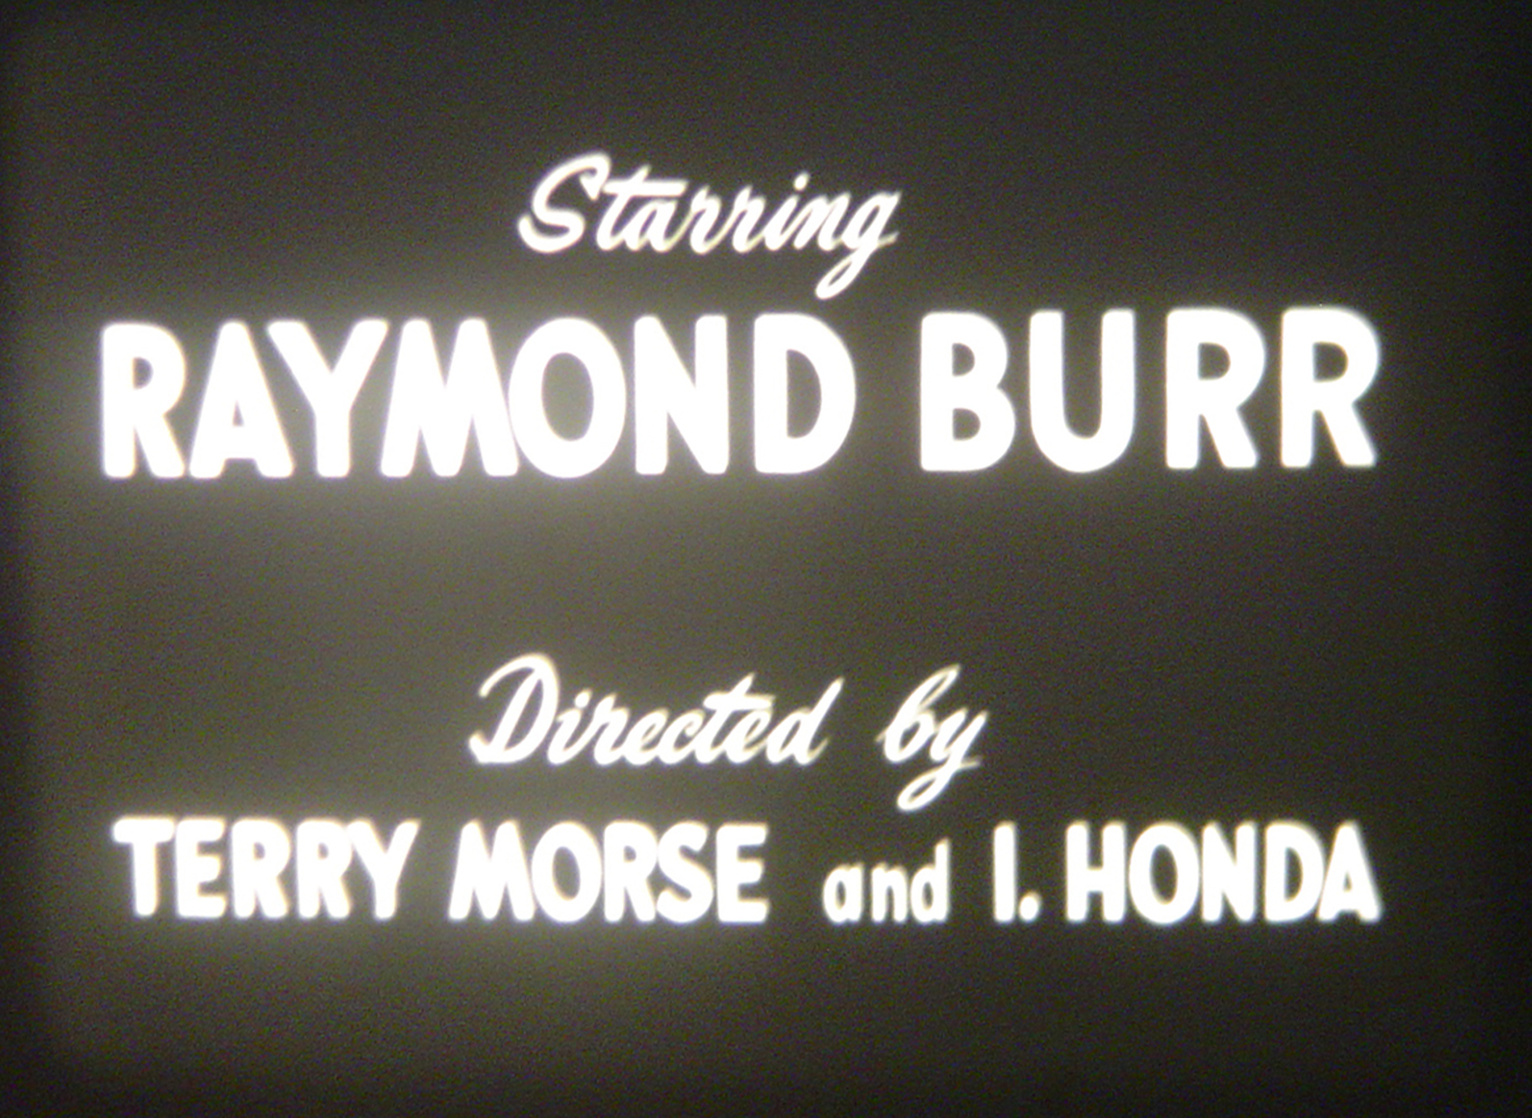 Starring
RAYMOND BURR
Directed by
TERRY MORSE and I. HONDA